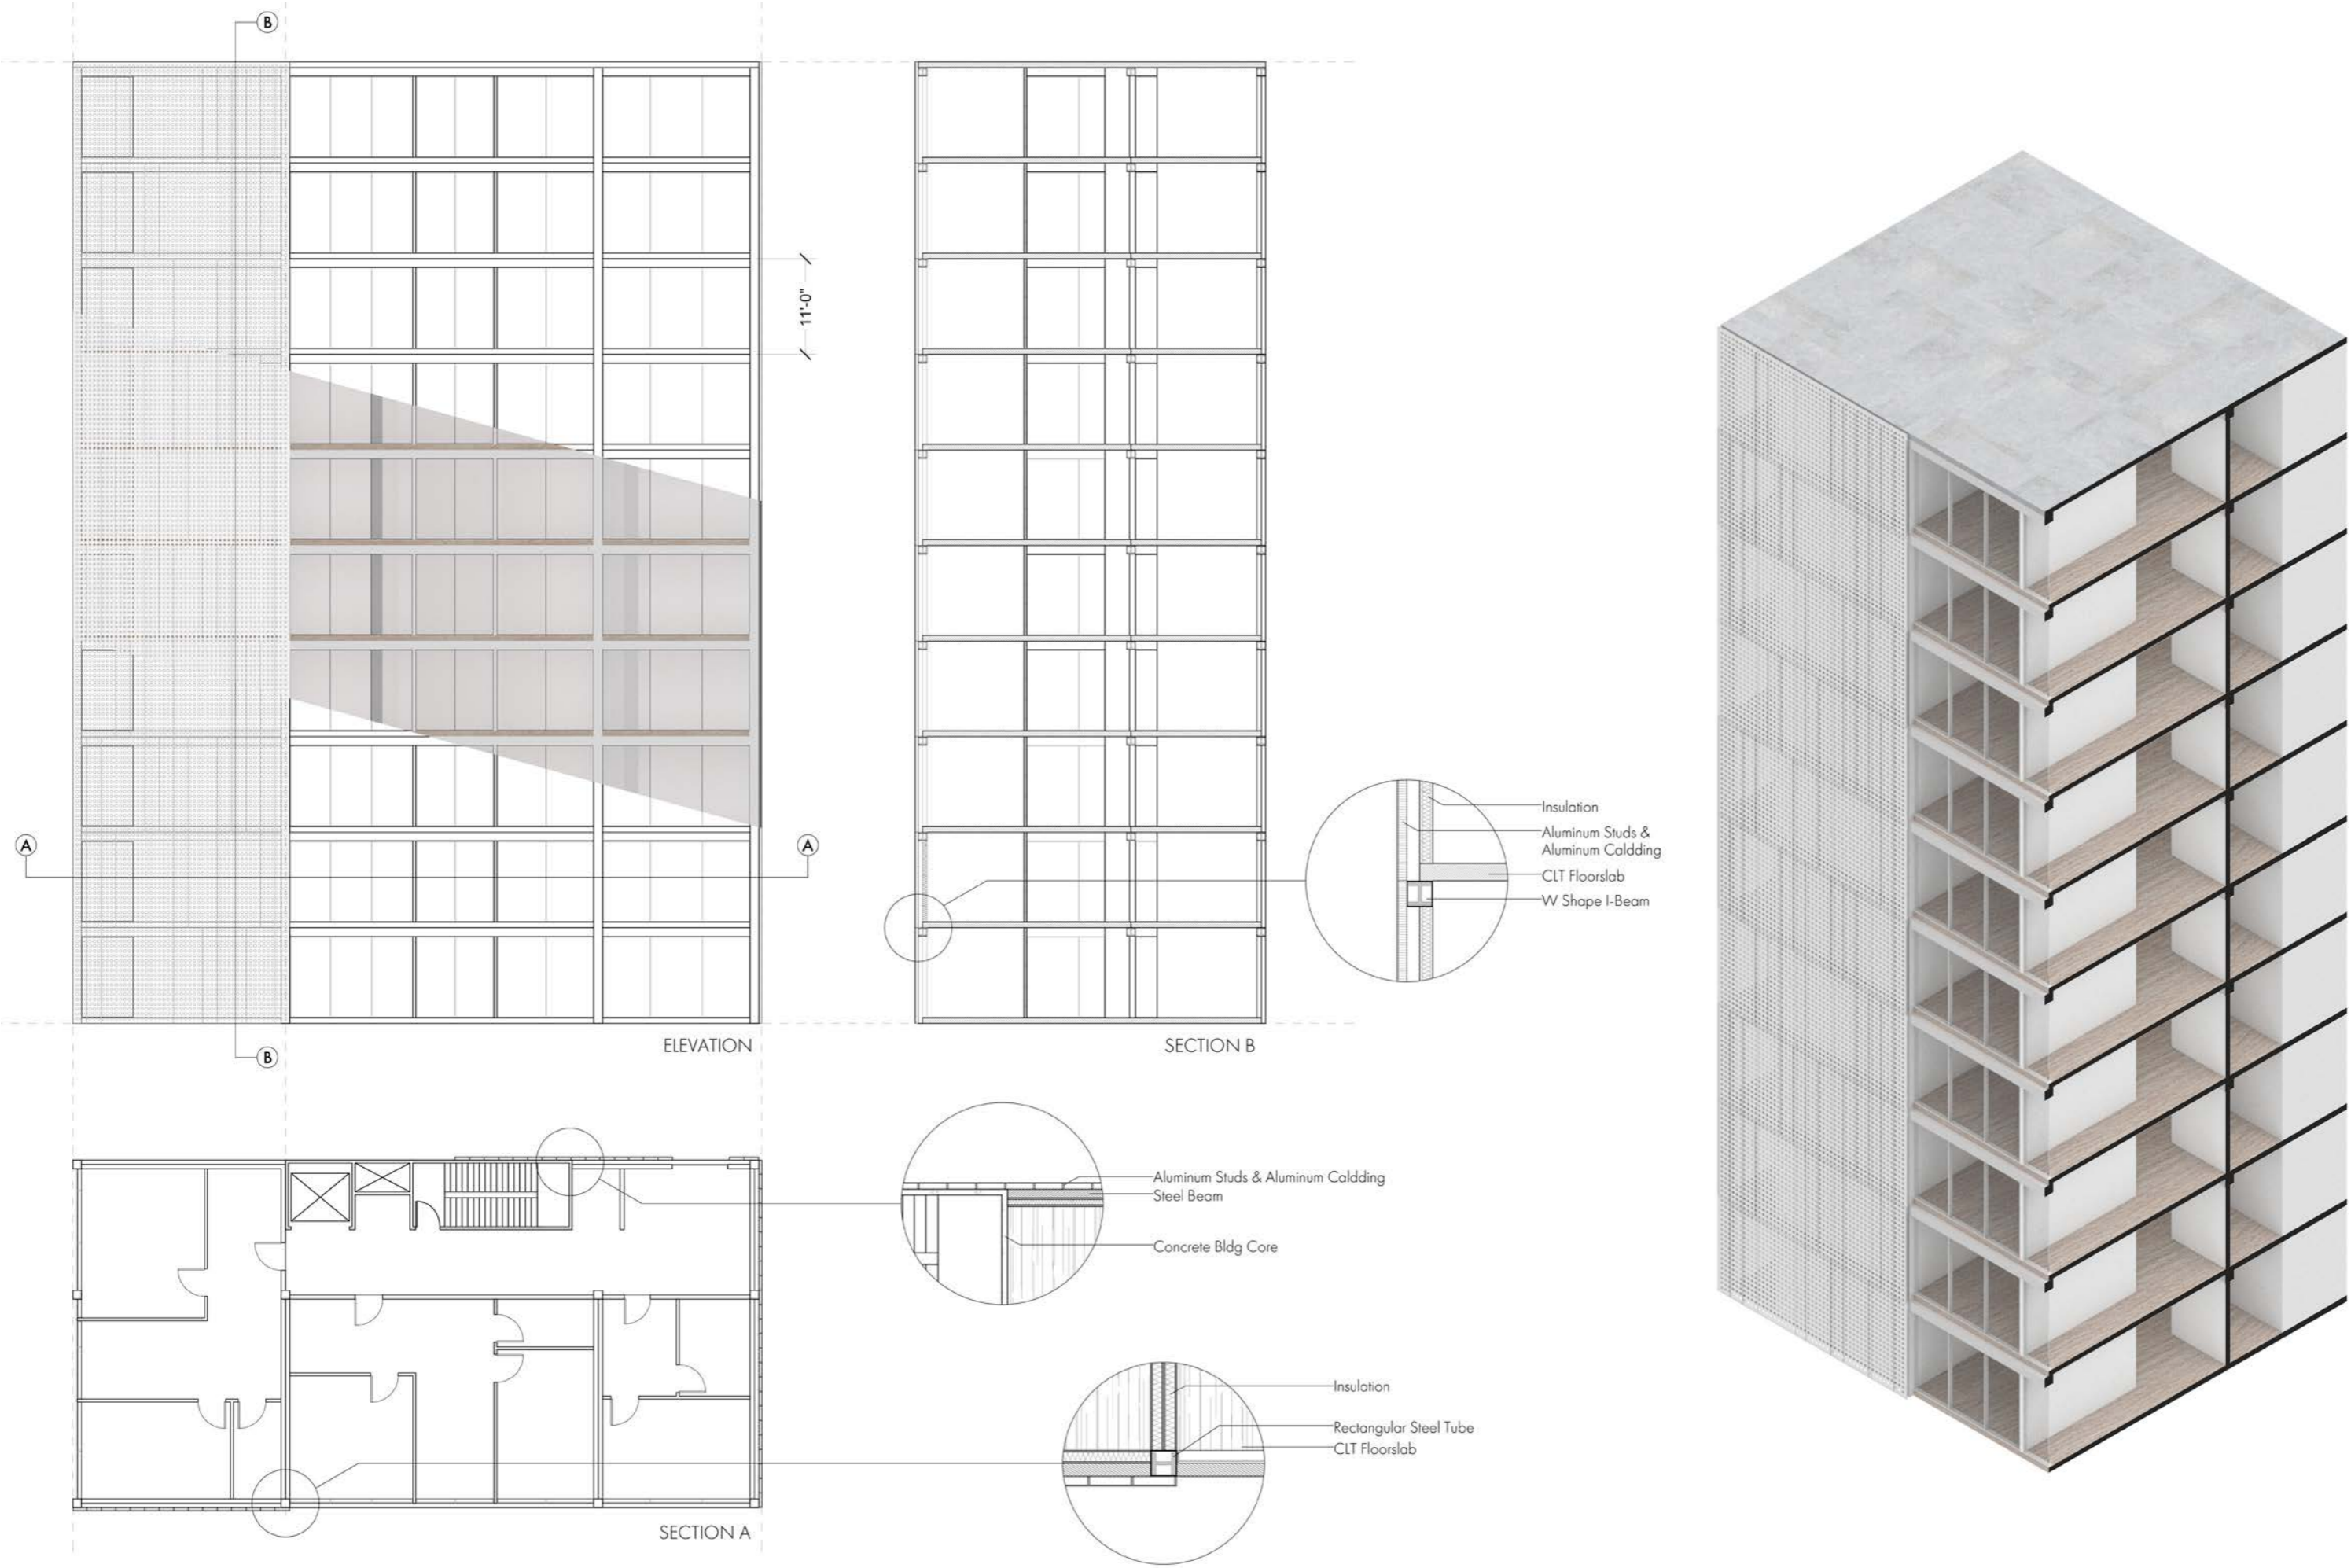 B
11'-0"
A
A
Insulation
Aluminum Studs &
Aluminum Caldding
CLT Floorslab
W Shape I-Beam
ELEVATION
SECTION B
B
Aluminum Studs & Aluminum Caldding
Steel Beam
Concrete Bldg Core
Insulation
Rectangular Steel Tube
CLT Floorslab
SECTION A